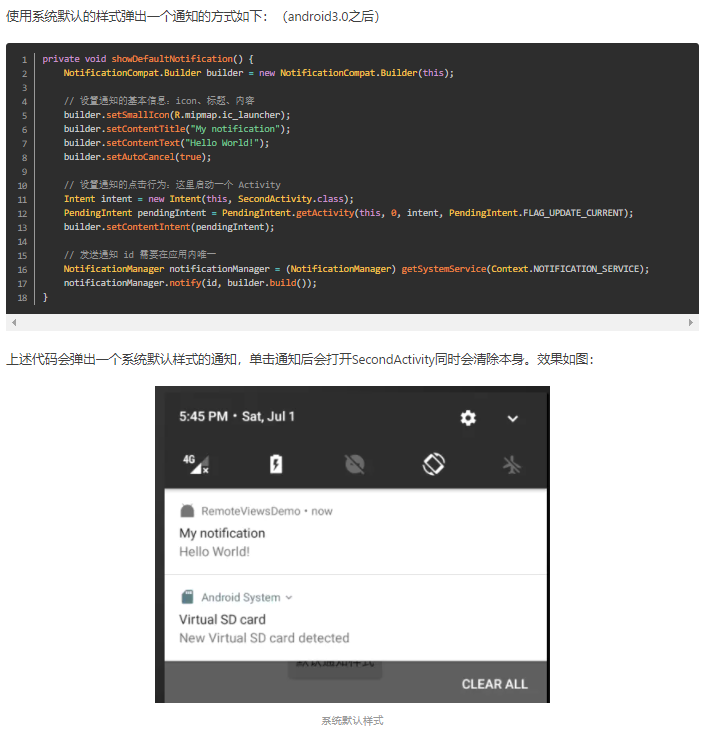 使用系统默认的样式弹出一个通知的方式如下：（android3.0之后）
1 private void showDefaultNotification() {
2 NotificationCompat.Builder builder = new NotificationCompat.Builder(this);
3
4 // 设置通知的基本信息：icon、标题、内容
5 builder.setSmallIcon(R.mipmap.ic_launcher);
6 builder.setContentTitle("My notification");
7 builder.setContentText("Hello World!");
8 builder.setAutoCancel(true);
9
10 // 设置通知的点击行为：这里启动一个 Activity
11 Intent intent = new Intent(this, SecondActivity.class);
12 PendingIntent pendingIntent = PendingIntent.getActivity(this, 0, intent, PendingIntent.FLAG_UPDATE_CURRENT);
13 builder.setContentIntent(pendingIntent);
14
15 // 发送通知 id 需要在应用内唯一
16 NotificationManager notificationManager = (NotificationManager) getSystemService(Context.NOTIFICATION_SERVICE);
17 notificationManager.notify(id, builder.build());
18 }
上述代码会弹出一个系统默认样式的通知，单击通知后会打开SecondActivity同时会清除本身。效果如图：
5:45 PM • Sat, Jul 1
4G
RemoteViewsDemo • now
My notification
Hello World!
Android System
Virtual SD card
New Virtual SD card detected
默认通知样式
CLEAR ALL
系统默认样式